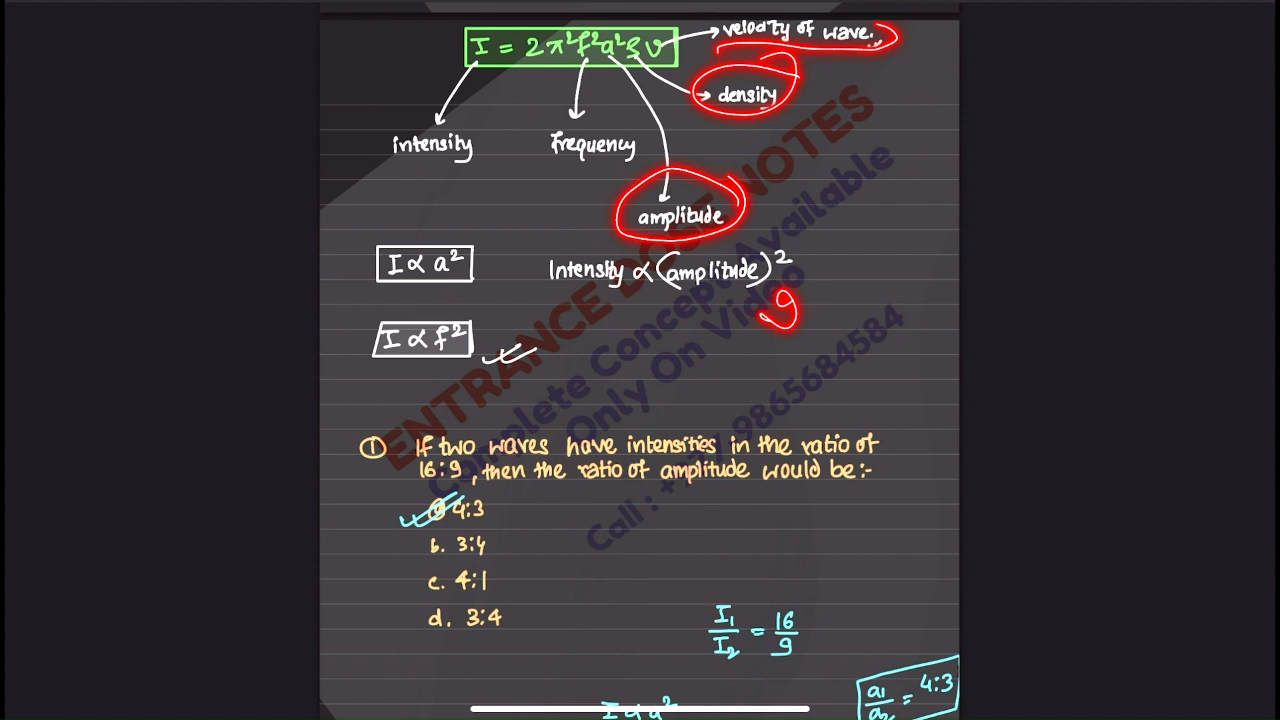 I = 2π²f²a²ρv → velocity of wave.
→ density
intensity
frequency
amplitude
I ∝ a²
Intensity ∝ (amplitude)²
I ∝ f²
① If two waves have intensities in the ratio of
16:9, then the ratio of amplitude would be:-
4:3
b. 3:4
c. 4:1
d. 3:4
I₁/I₂ = 16/9
a₁/a₂ = 4:3
I ∝ a²
ENTRANCE DOSE NOTES
Complete Concept Available
Only On Video
9865684584
Call :